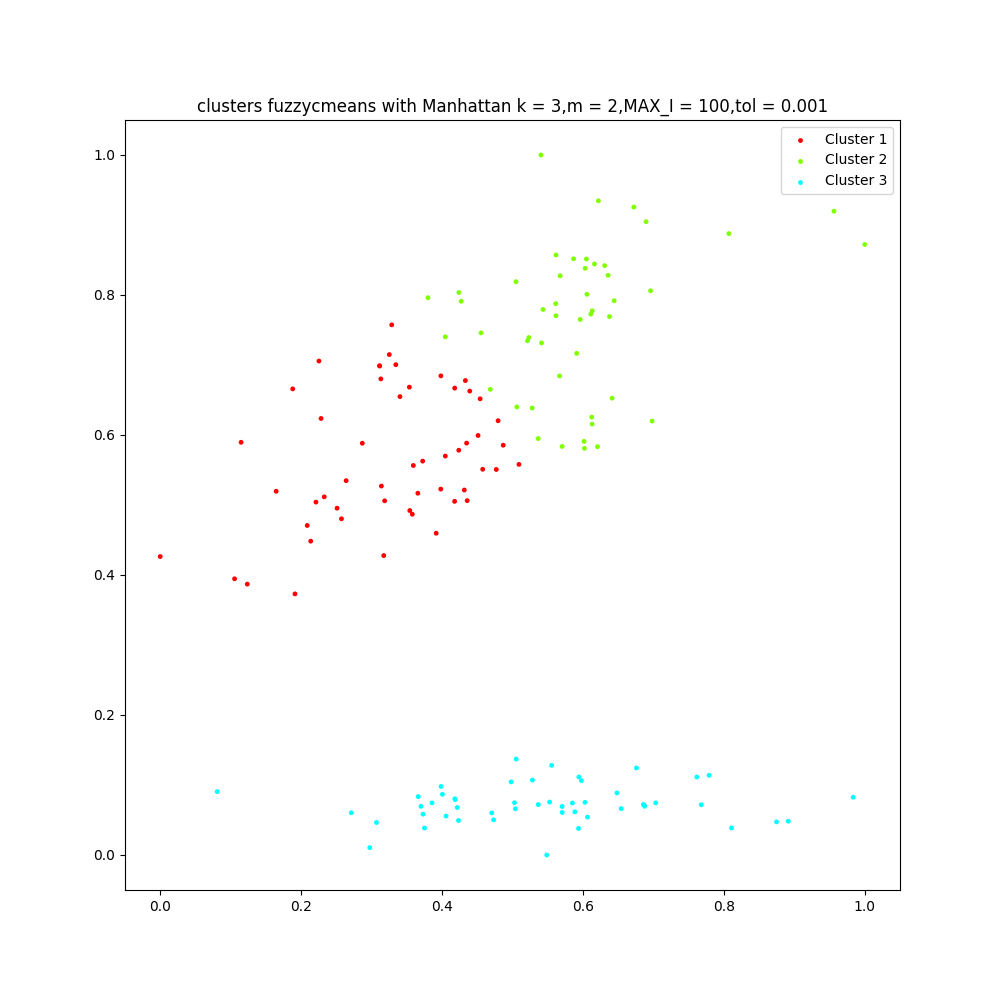 clusters fuzzycmeans with Manhattan k = 3,m = 2,MAX_I = 100,tol = 0.001
Cluster 1
Cluster 2
Cluster 3
1.0
0.8
0.6
0.4
0.2
0.0
0.0 0.2 0.4 0.6 0.8 1.0